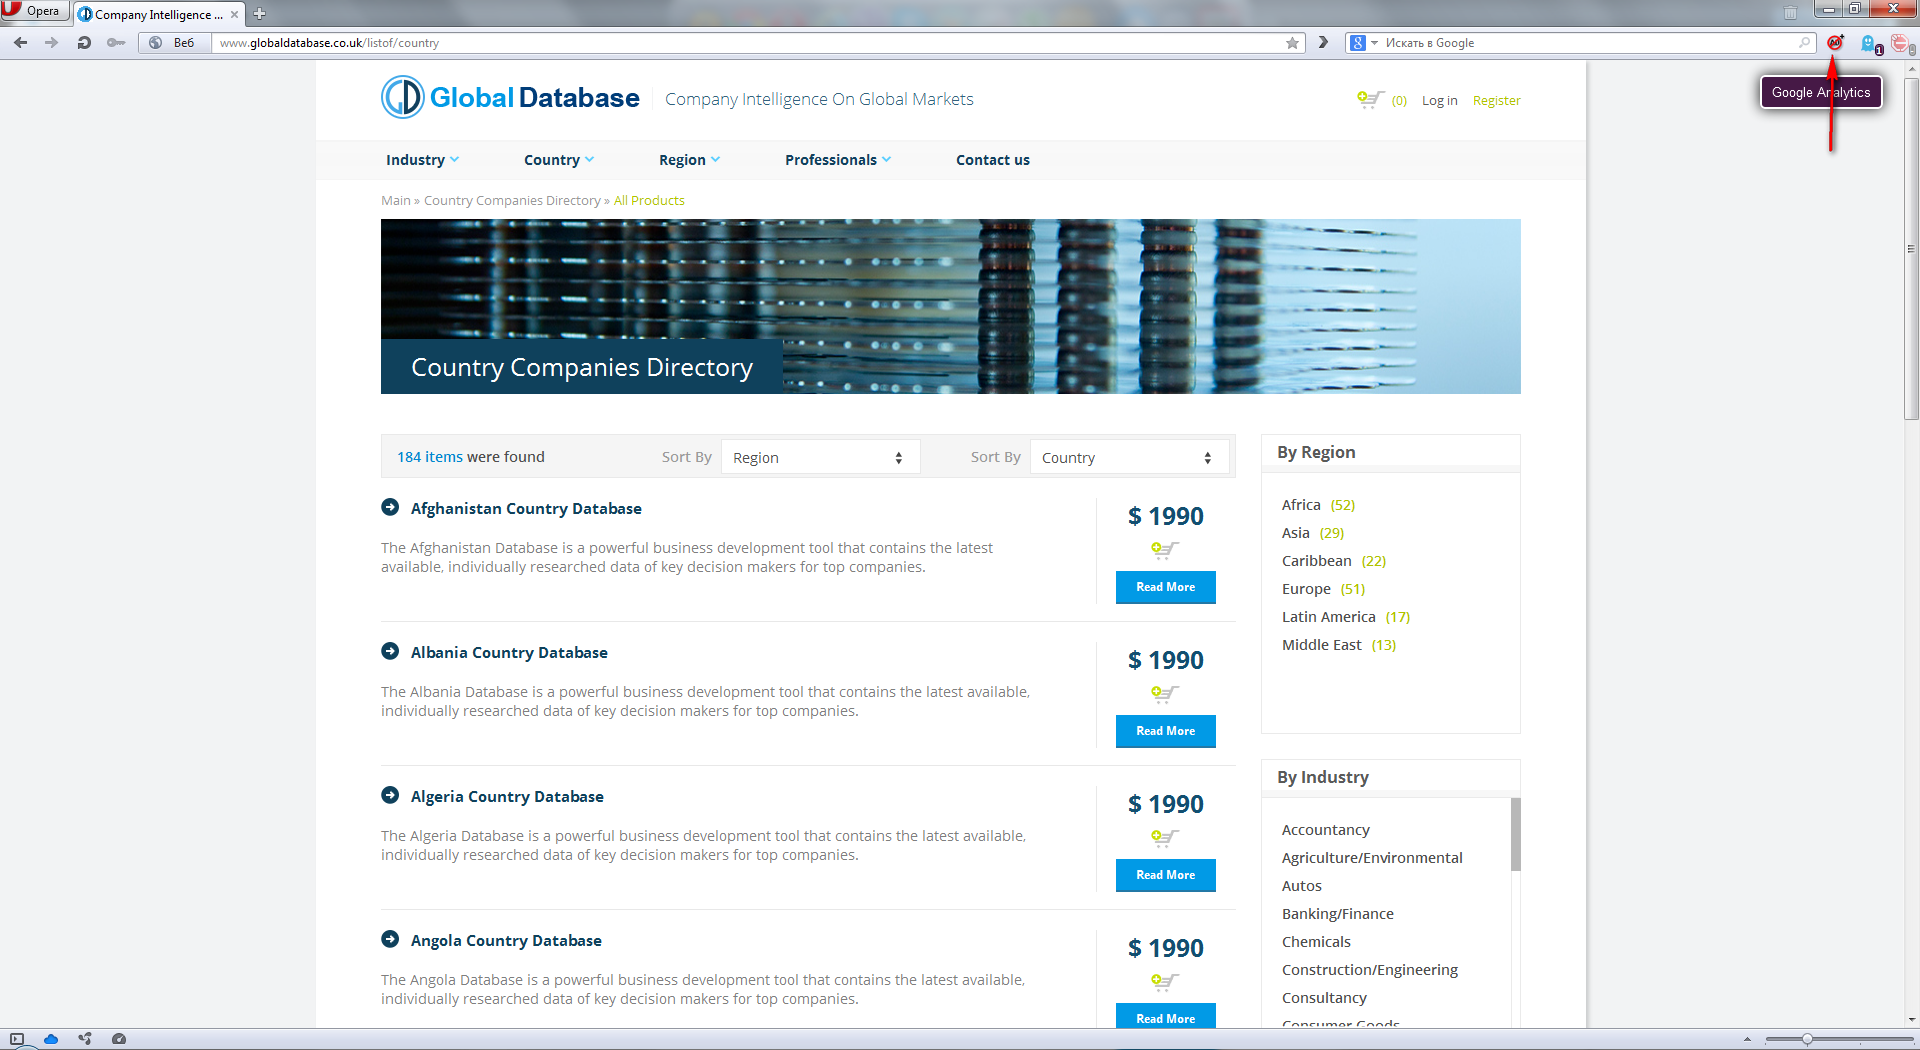 Opera
Company Intelligence ...
Веб
www.globaldatabase.co.uk/listof/country
Искать в Google
1
Google Analytics
Global Database
Company Intelligence On Global Markets
(0)
Log in
Register
Industry
Country
Region
Professionals
Contact us
Main » Country Companies Directory » All Products
Country Companies Directory
184 items were found
Sort By
Region
Sort By
Country
Afghanistan Country Database
The Afghanistan Database is a powerful business development tool that contains the latest
available, individually researched data of key decision makers for top companies.
$ 1990
Read More
Albania Country Database
The Albania Database is a powerful business development tool that contains the latest available,
individually researched data of key decision makers for top companies.
$ 1990
Read More
Algeria Country Database
The Algeria Database is a powerful business development tool that contains the latest available,
individually researched data of key decision makers for top companies.
$ 1990
Read More
Angola Country Database
The Angola Database is a powerful business development tool that contains the latest available,
individually researched data of key decision makers for top companies.
$ 1990
Read More
By Region
Africa (52)
Asia (29)
Caribbean (22)
Europe (51)
Latin America (17)
Middle East (13)
By Industry
Accountancy
Agriculture/Environmental
Autos
Banking/Finance
Chemicals
Construction/Engineering
Consultancy
Consumer Goods